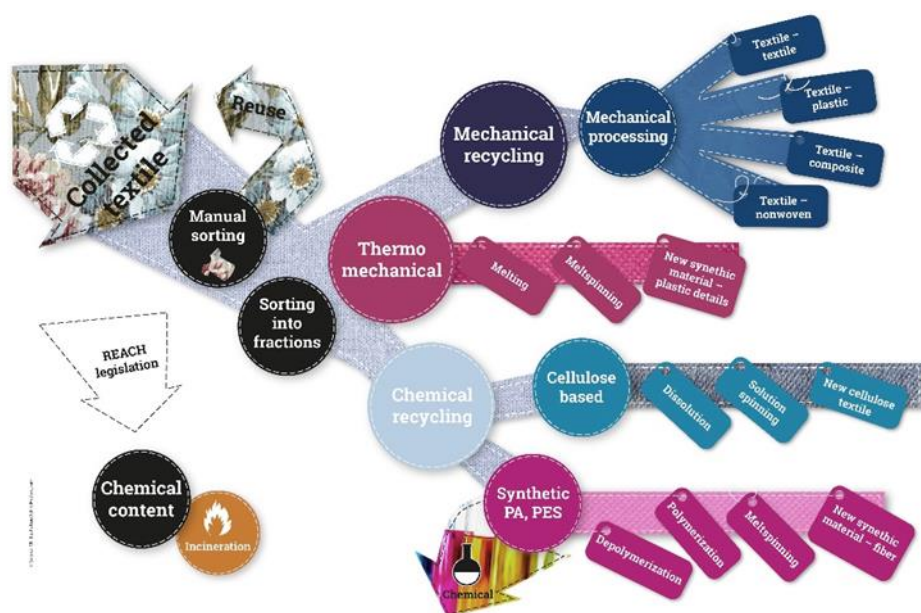 Collected
textile
Reuse
Manual
sorting
Sorting
into
fractions
REACH
legislation
Chemical
content
Incineration
Mechanical
recycling
Mechanical
processing
Textile –
textile
Textile –
plastic
Textile –
composite
Textile –
nonwoven
Thermo
mechanical
Melting
Meltspinning
New synthic
material –
plastic details
Chemical
recycling
Cellulose
based
Dissolution
Solution
spinning
New cellulose
textile
Synthetic
PA, PES
Depolymerization
Polymerization
Meltspinning
New synthic
material – fiber
Chemical